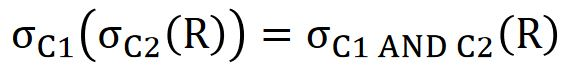 σC1(σC2(R)) = σC1 AND C2(R)